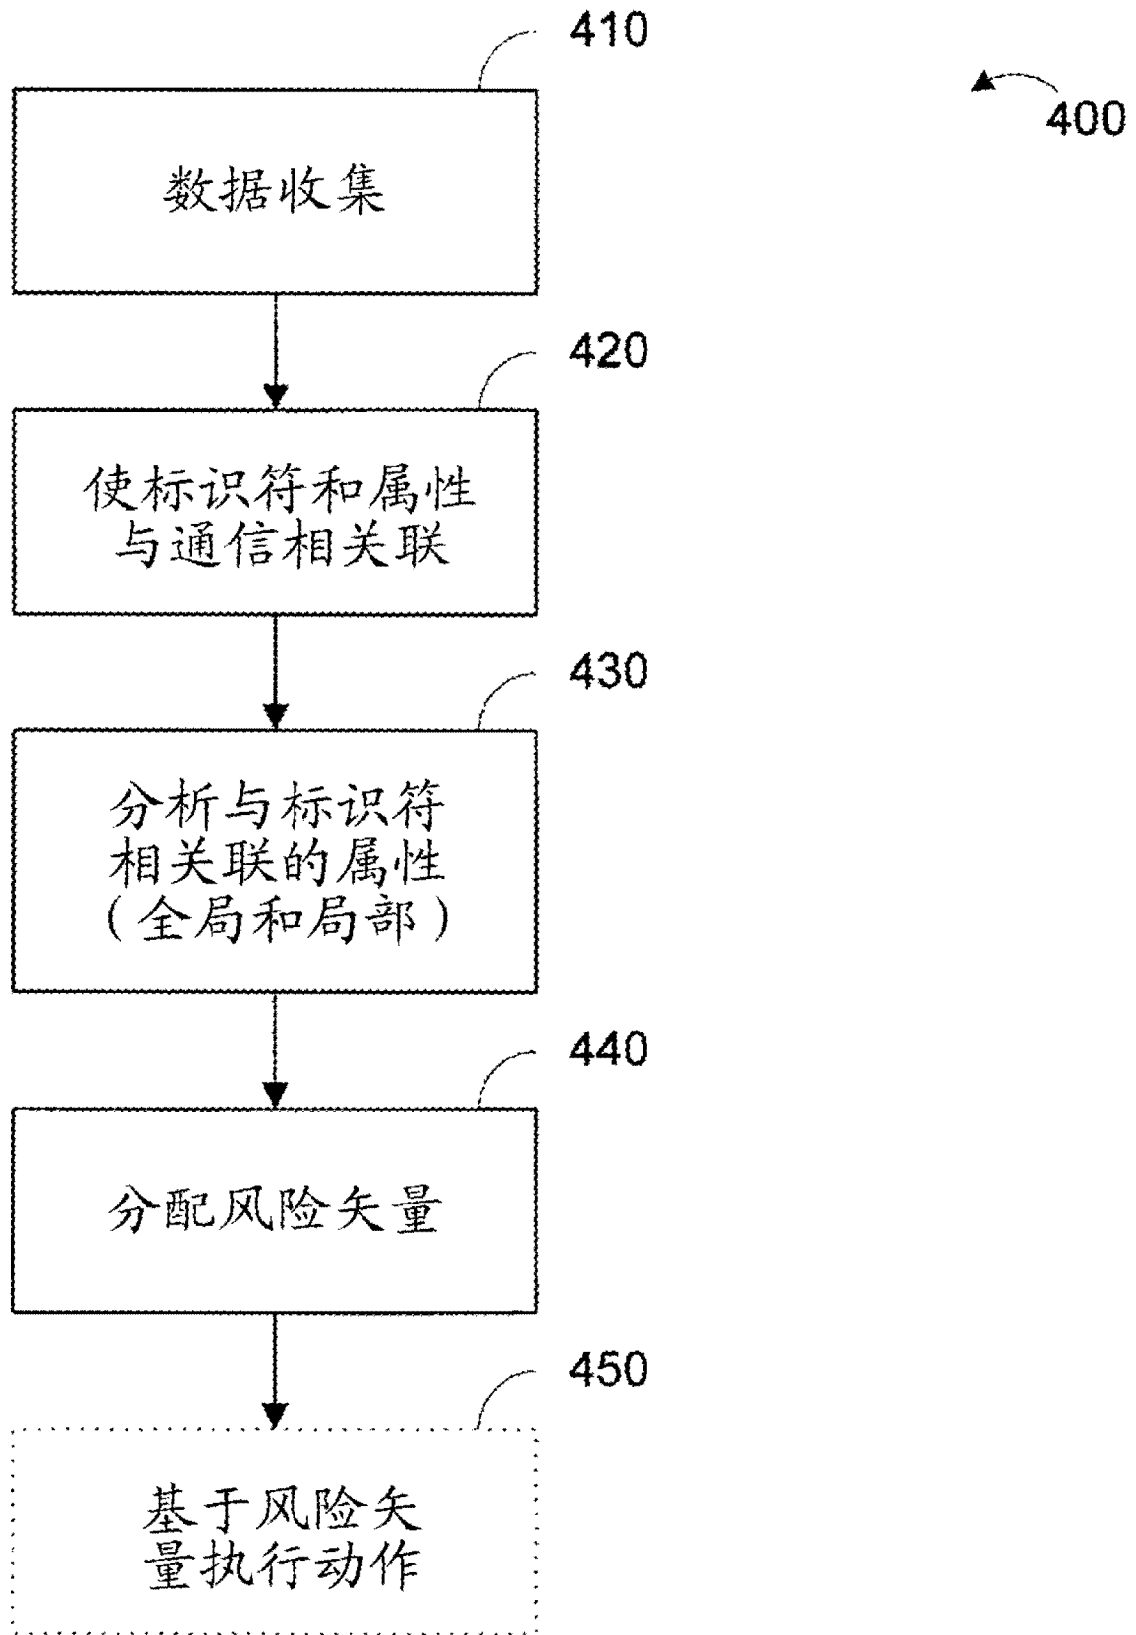 410
400
数据收集
420
使标识符和属性
与通信相关联
430
分析与标识符
相关联的属性
（全局和局部）
440
分配风险矢量
450
基于风险矢
量执行动作